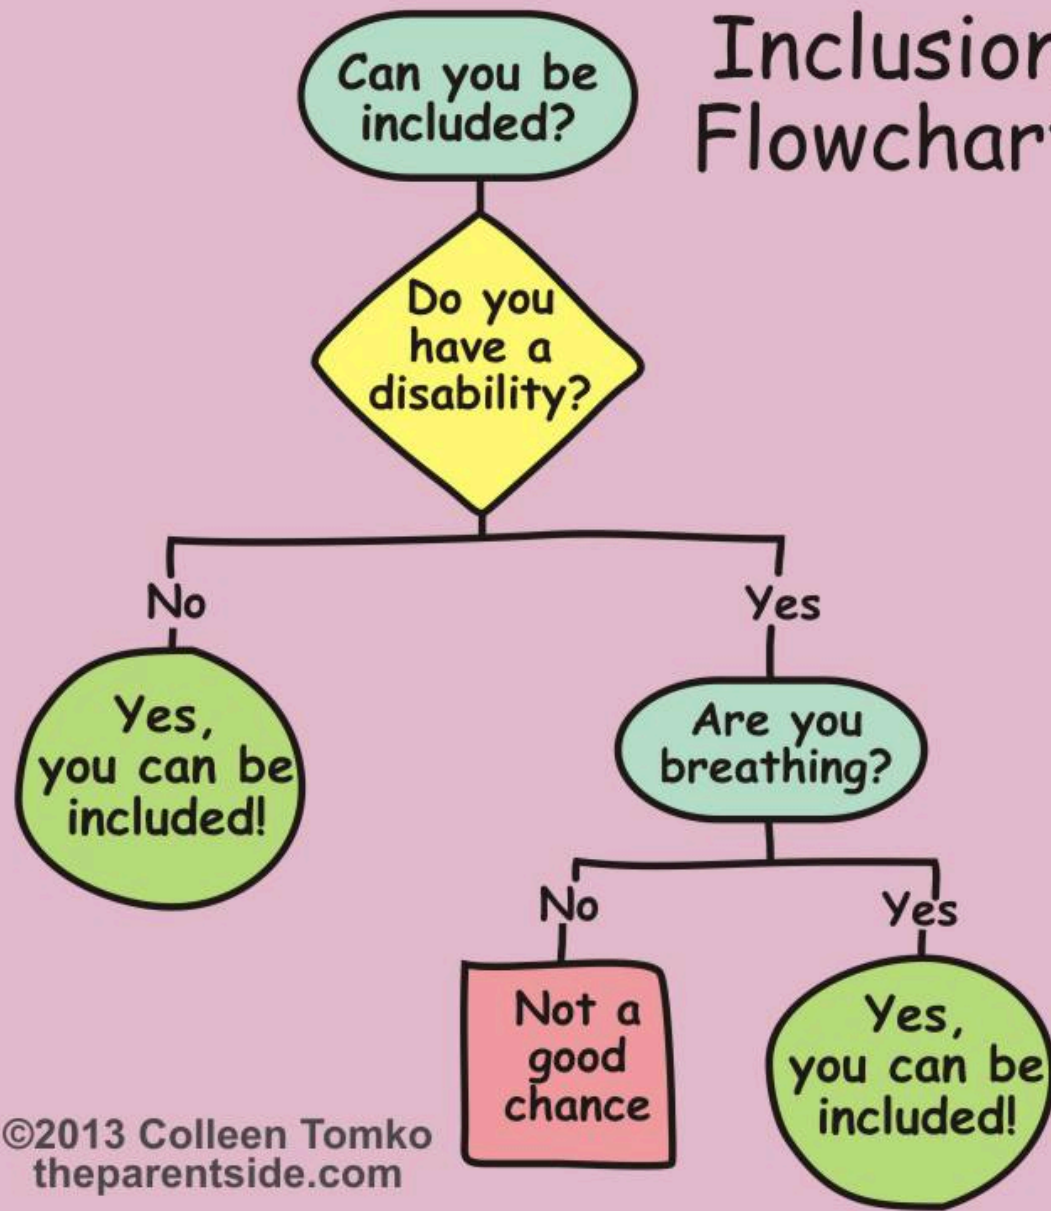 Inclusion
Flowchart
Can you be
included?
Do you
have a
disability?
No
Yes
Yes,
you can be
included!
Are you
breathing?
No
Yes
Not a
good
chance
Yes,
you can be
included!
©2013 Colleen Tomko
theparentside.com